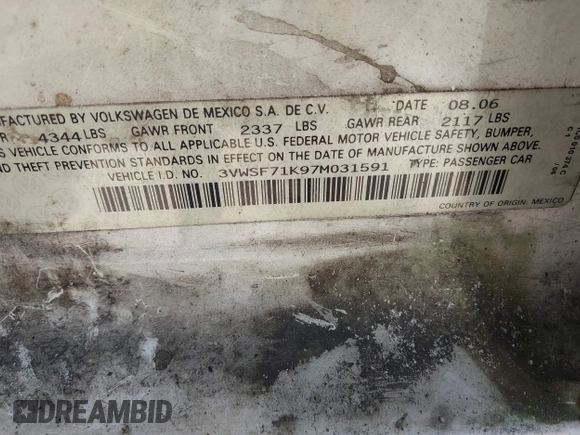 FACTURED BY VOLKSWAGEN DE MEXICO S.A. DE C.V. DATE 08.06
R 4344 LBS GAWR FRONT 2337 LBS GAWR REAR 2117 LBS
S VEHICLE CONFORMS TO ALL APPLICABLE U.S. FEDERAL MOTOR VEHICLE SAFETY, BUMPER,
ND THEFT PREVENTION STANDARDS IN EFFECT ON THE DATE OF MANUFACTURE SHOWN ABOVE.
VEHICLE I.D. NO. 3VWSF71K97M031591 TYPE: PASSENGER CAR
COUNTRY OF ORIGIN: MEXICO
DREAMBID